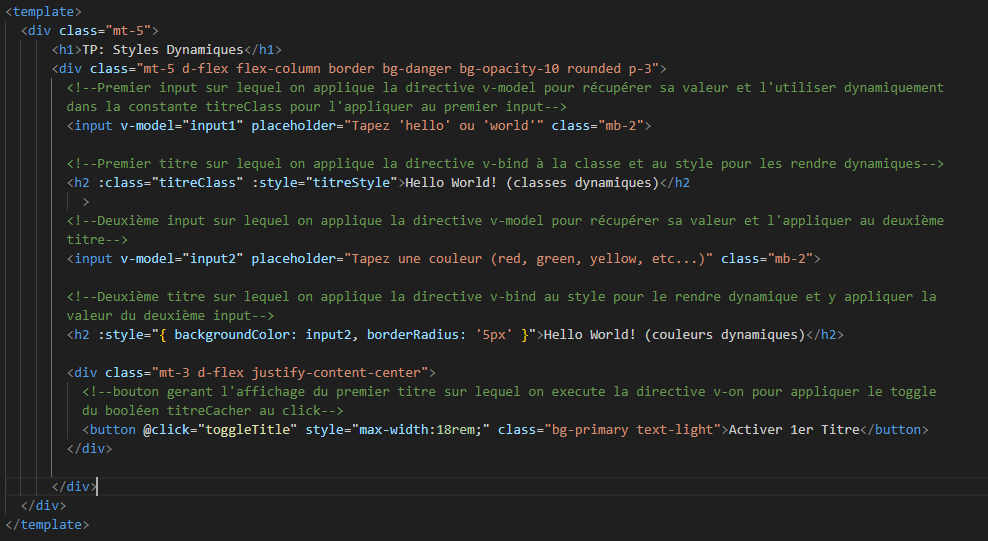 <template>
<div class="mt-5">
<h1>TP: Styles Dynamiques</h1>
<div class="mt-5 d-flex flex-column border bg-danger bg-opacity-10 rounded p-3">
<!--Premier input sur lequel on applique la directive v-model pour récupérer sa valeur et l'utiliser dynamiquement
dans la constante titreClass pour l'appliquer au premier input-->
<input v-model="input1" placeholder="Tapez 'hello' ou 'world'" class="mb-2">
<!--Premier titre sur lequel on applique la directive v-bind à la classe et au style pour les rendre dynamiques-->
<h2 :class="titreClass" :style="titreStyle">Hello World! (classes dynamiques)</h2
>
<!--Deuxième input sur lequel on applique la directive v-model pour récupérer sa valeur et l'appliquer au deuxième
titre-->
<input v-model="input2" placeholder="Tapez une couleur (red, green, yellow, etc...)" class="mb-2">
<!--Deuxième titre sur lequel on applique la directive v-bind au style pour le rendre dynamique et y appliquer la
valeur du deuxième input-->
<h2 :style="{ backgroundColor: input2, borderRadius: '5px' }">Hello World! (couleurs dynamiques)</h2>
<div class="mt-3 d-flex justify-content-center">
<!--bouton gerant l'affichage du premier titre sur lequel on execute la directive v-on pour appliquer le toggle
du booléen titreCacher au click-->
<button @click="toggleTitle" style="max-width:18rem;" class="bg-primary text-light">Activer 1er Titre</button>
</div>
</div>
</div>
</template>